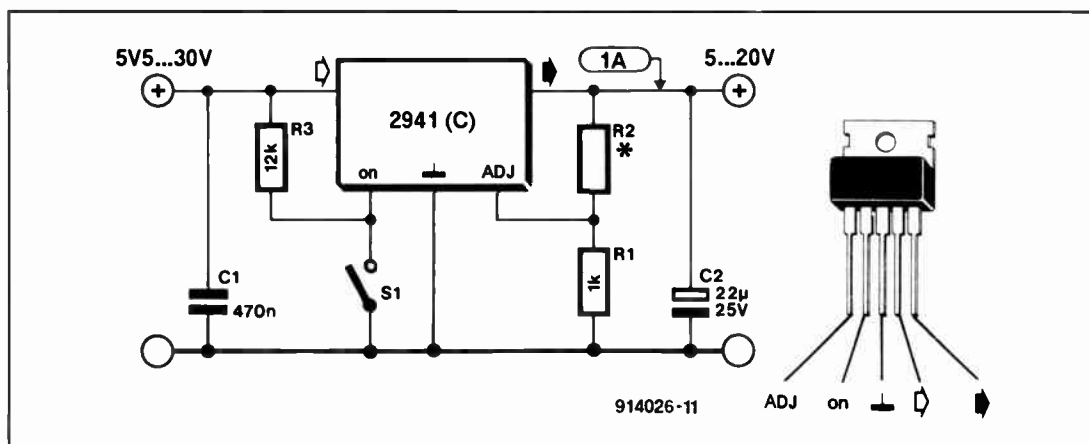 5V5...30V
1A
5...20V
2941 (C)
R3
12k
on
ADJ
R2
*
C1
470n
S1
R1
1k
C2
22µ
25V
914026-11
ADJ
on